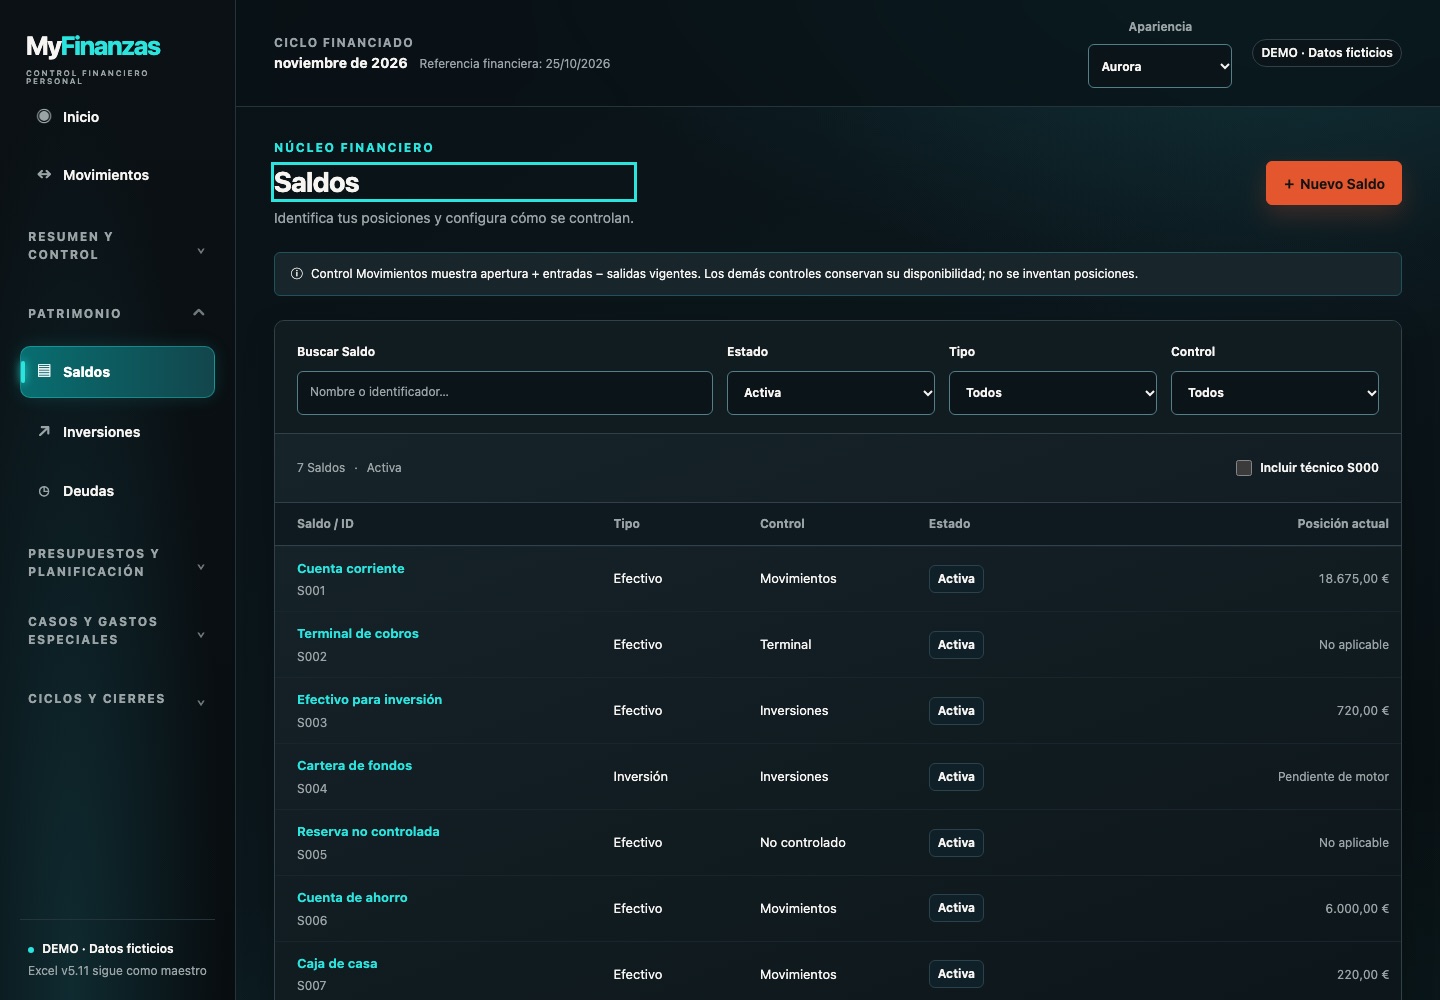 MyFinanzas
CONTROL FINANCIERO
PERSONAL
Inicio
Movimientos
RESUMEN Y
CONTROL
PATRIMONIO
Saldos
Inversiones
Deudas
PRESUPUESTOS Y
PLANIFICACIÓN
CASOS Y GASTOS
ESPECIALES
CICLOS Y CIERRES
DEMO · Datos ficticios
Excel v5.11 sigue como maestro
CICLO FINANCIADO
noviembre de 2026 Referencia financiera: 25/10/2026
Apariencia
Aurora
DEMO · Datos ficticios
NÚCLEO FINANCIERO
Saldos
Identifica tus posiciones y configura cómo se controlan.
+ Nuevo Saldo
ⓘ Control Movimientos muestra apertura + entradas – salidas vigentes. Los demás controles conservan su disponibilidad; no se inventan posiciones.
Buscar Saldo Estado Tipo Control
Nombre o identificador... Activa Todos Todos
7 Saldos · Activa Incluir técnico S000
Saldo / ID Tipo Control Estado Posición actual
Cuenta corriente
S001 Efectivo Movimientos Activa 18.675,00 €
Terminal de cobros
S002 Efectivo Terminal Activa No aplicable
Efectivo para inversión
S003 Efectivo Inversiones Activa 720,00 €
Cartera de fondos
S004 Inversión Inversiones Activa Pendiente de motor
Reserva no controlada
S005 Efectivo No controlado Activa No aplicable
Cuenta de ahorro
S006 Efectivo Movimientos Activa 6.000,00 €
Caja de casa
S007 Efectivo Movimientos Activa 220,00 €